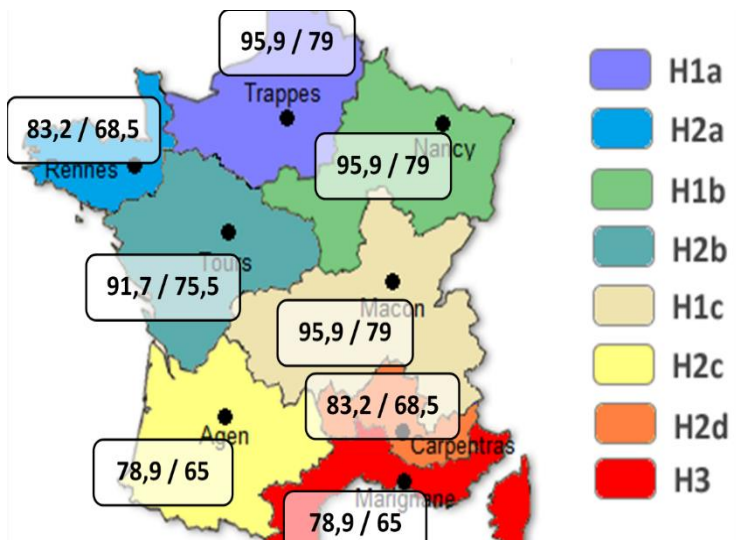 95,9 / 79
Trappes
83,2 / 68,5
Rennes
Nancy
95,9 / 79
Tours
91,7 / 75,5
Macon
95,9 / 79
83,2 / 68,5
Agen
Carpentras
78,9 / 65
Marignane
78,9 / 65
H1a
H2a
H1b
H2b
H1c
H2c
H2d
H3